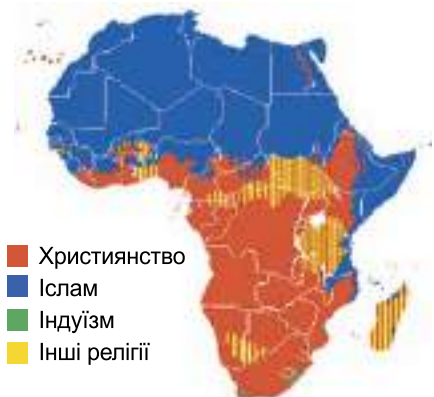 Християнство
Іслам
Індуїзм
Інші релігії